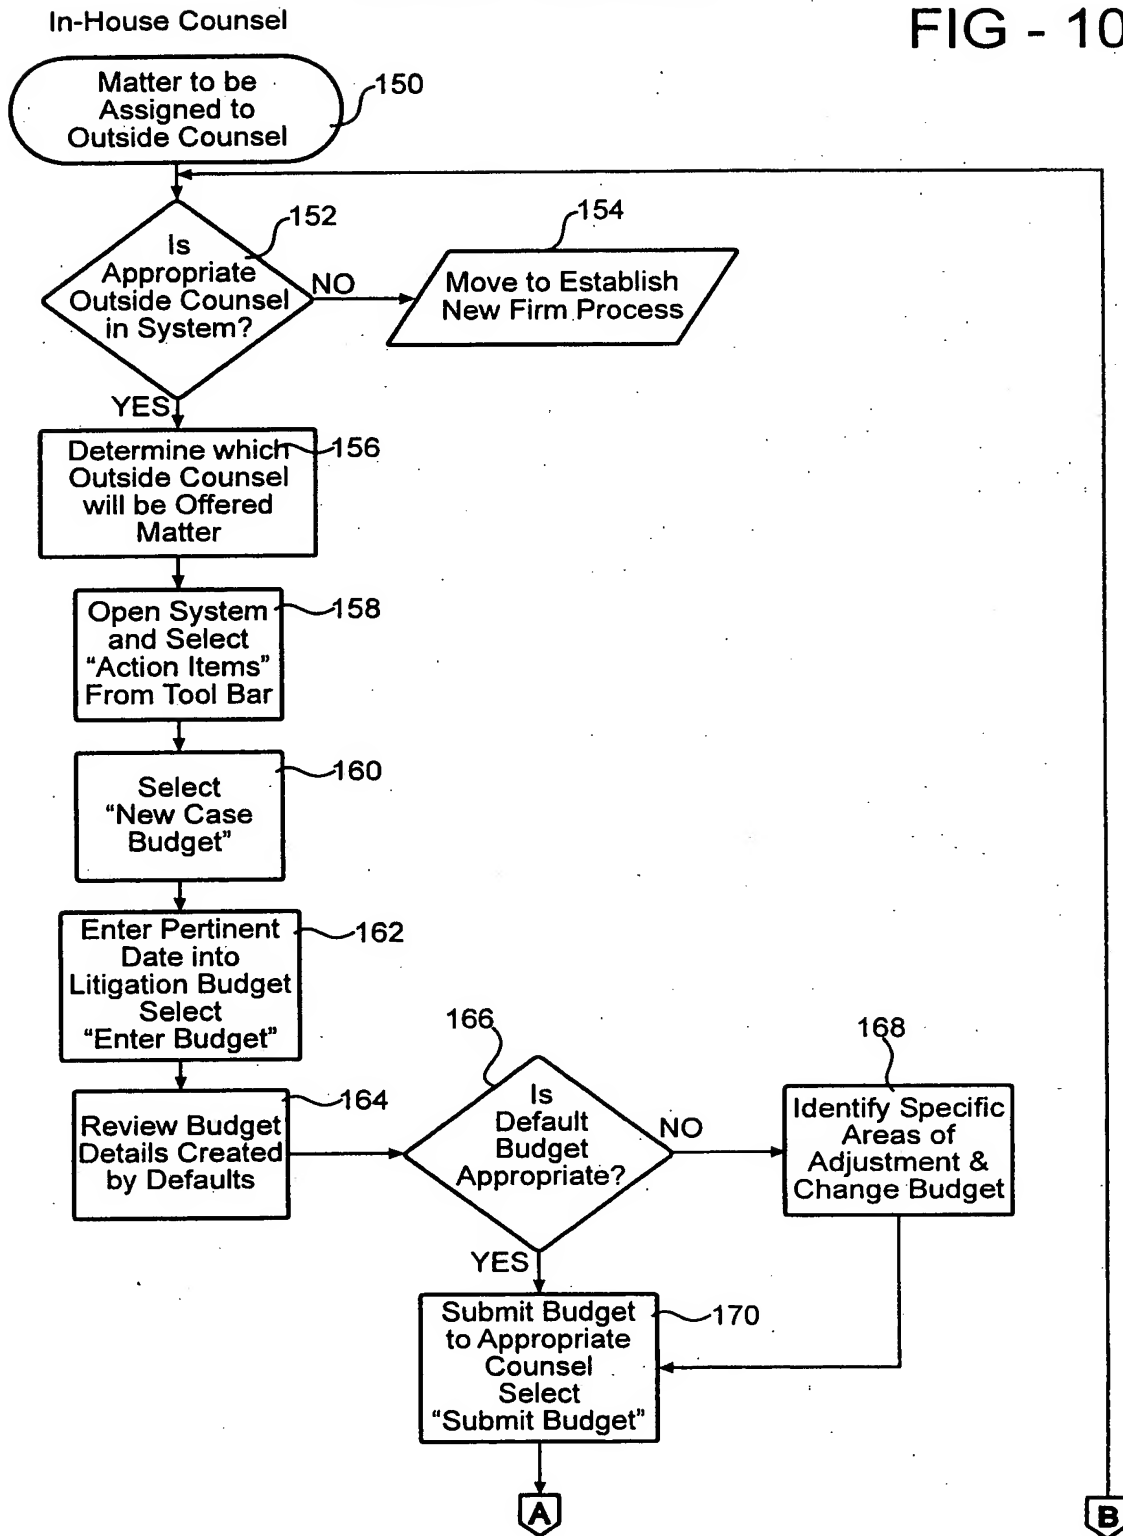 In-House Counsel
FIG - 10
Matter to be
Assigned to
Outside Counsel
150
152
Is
Appropriate
Outside Counsel
in System?
NO
154
Move to Establish
New Firm Process
YES
Determine which
Outside Counsel
will be Offered
Matter
156
Open System
and Select
“Action Items”
From Tool Bar
158
Select
“New Case
Budget”
160
Enter Pertinent
Date into
Litigation Budget
Select
“Enter Budget”
162
Review Budget
Details Created
by Defaults
164
166
Is
Default
Budget
Appropriate?
NO
168
Identify Specific
Areas of
Adjustment &
Change Budget
YES
Submit Budget
to Appropriate
Counsel
Select
“Submit Budget”
170
A
B